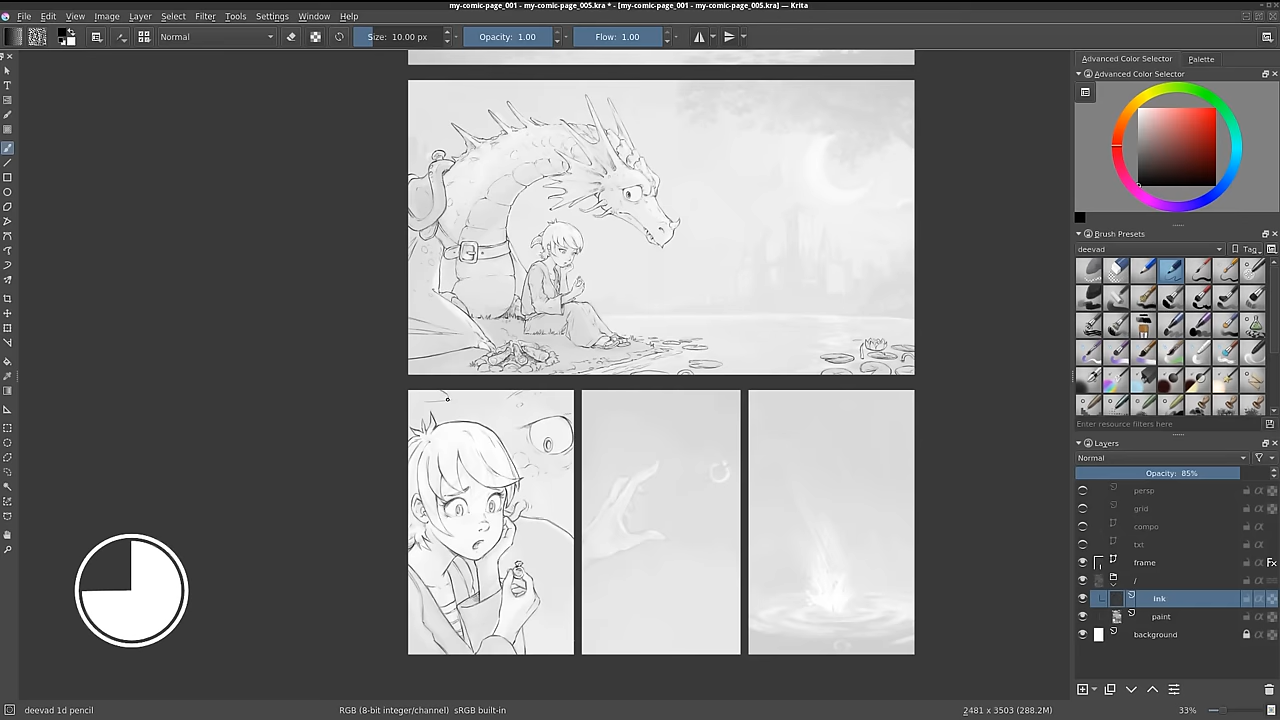 my-comic-page_001 - my-comic-page_005.kra * - [my-comic-page_001 - my-comic-page_005.kra] — Krita
File Edit View Image Layer Select Filter Tools Settings Window Help
Normal Size: 10.00 px Opacity: 1.00 Flow: 1.00
Advanced Color Selector Palette
Advanced Color Selector
Brush Presets
deevad Tag
Enter resource filters here
Layers
Normal
Opacity: 85%
persp
grid
compo
txt
frame
/
ink
paint
background
deevad 1d pencil RGB (8-bit integer/channel) sRGB built-in 2481 x 3503 (288.2M) 33%